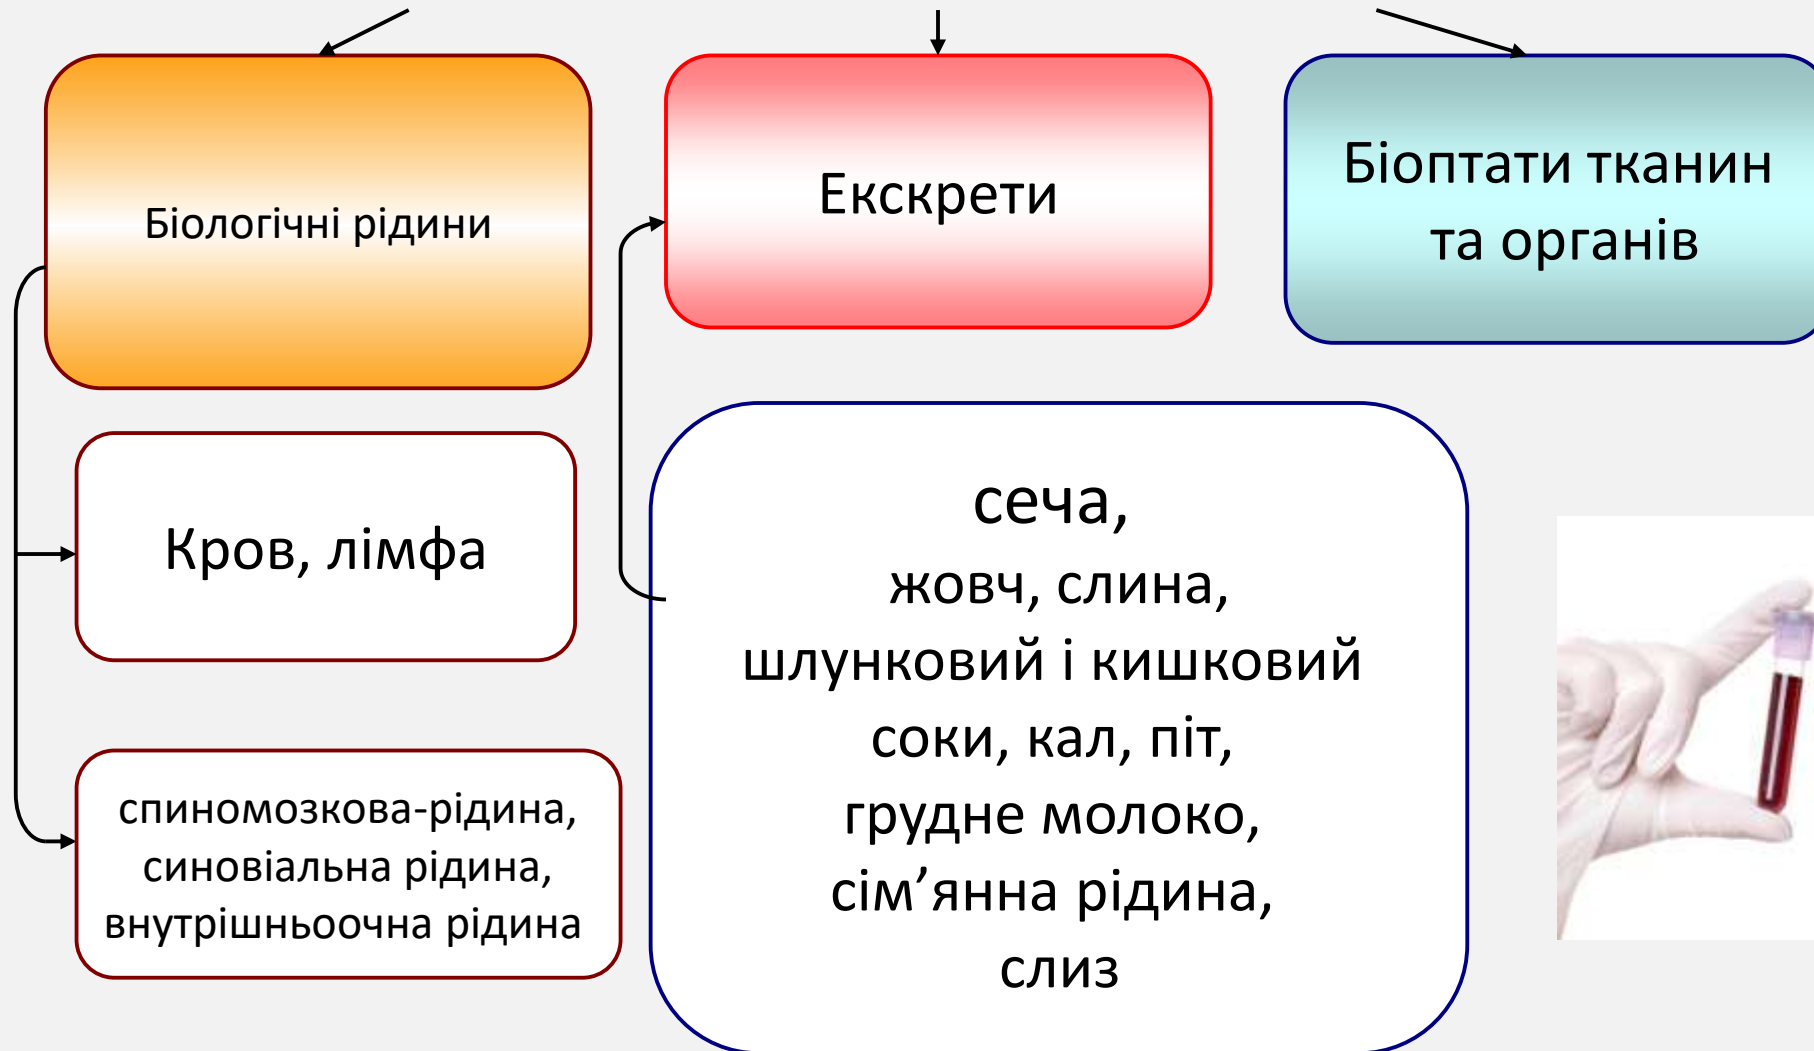 Біологічні рідини
Екскрети
Біоптати тканин
та органів
Кров, лімфа
спиномозкова-рідина,
синовіальна рідина,
внутрішньоочна рідина
сеча,
жовч, слина,
шлунковий і кишковий
соки, кал, піт,
грудне молоко,
сім’янна рідина,
слиз